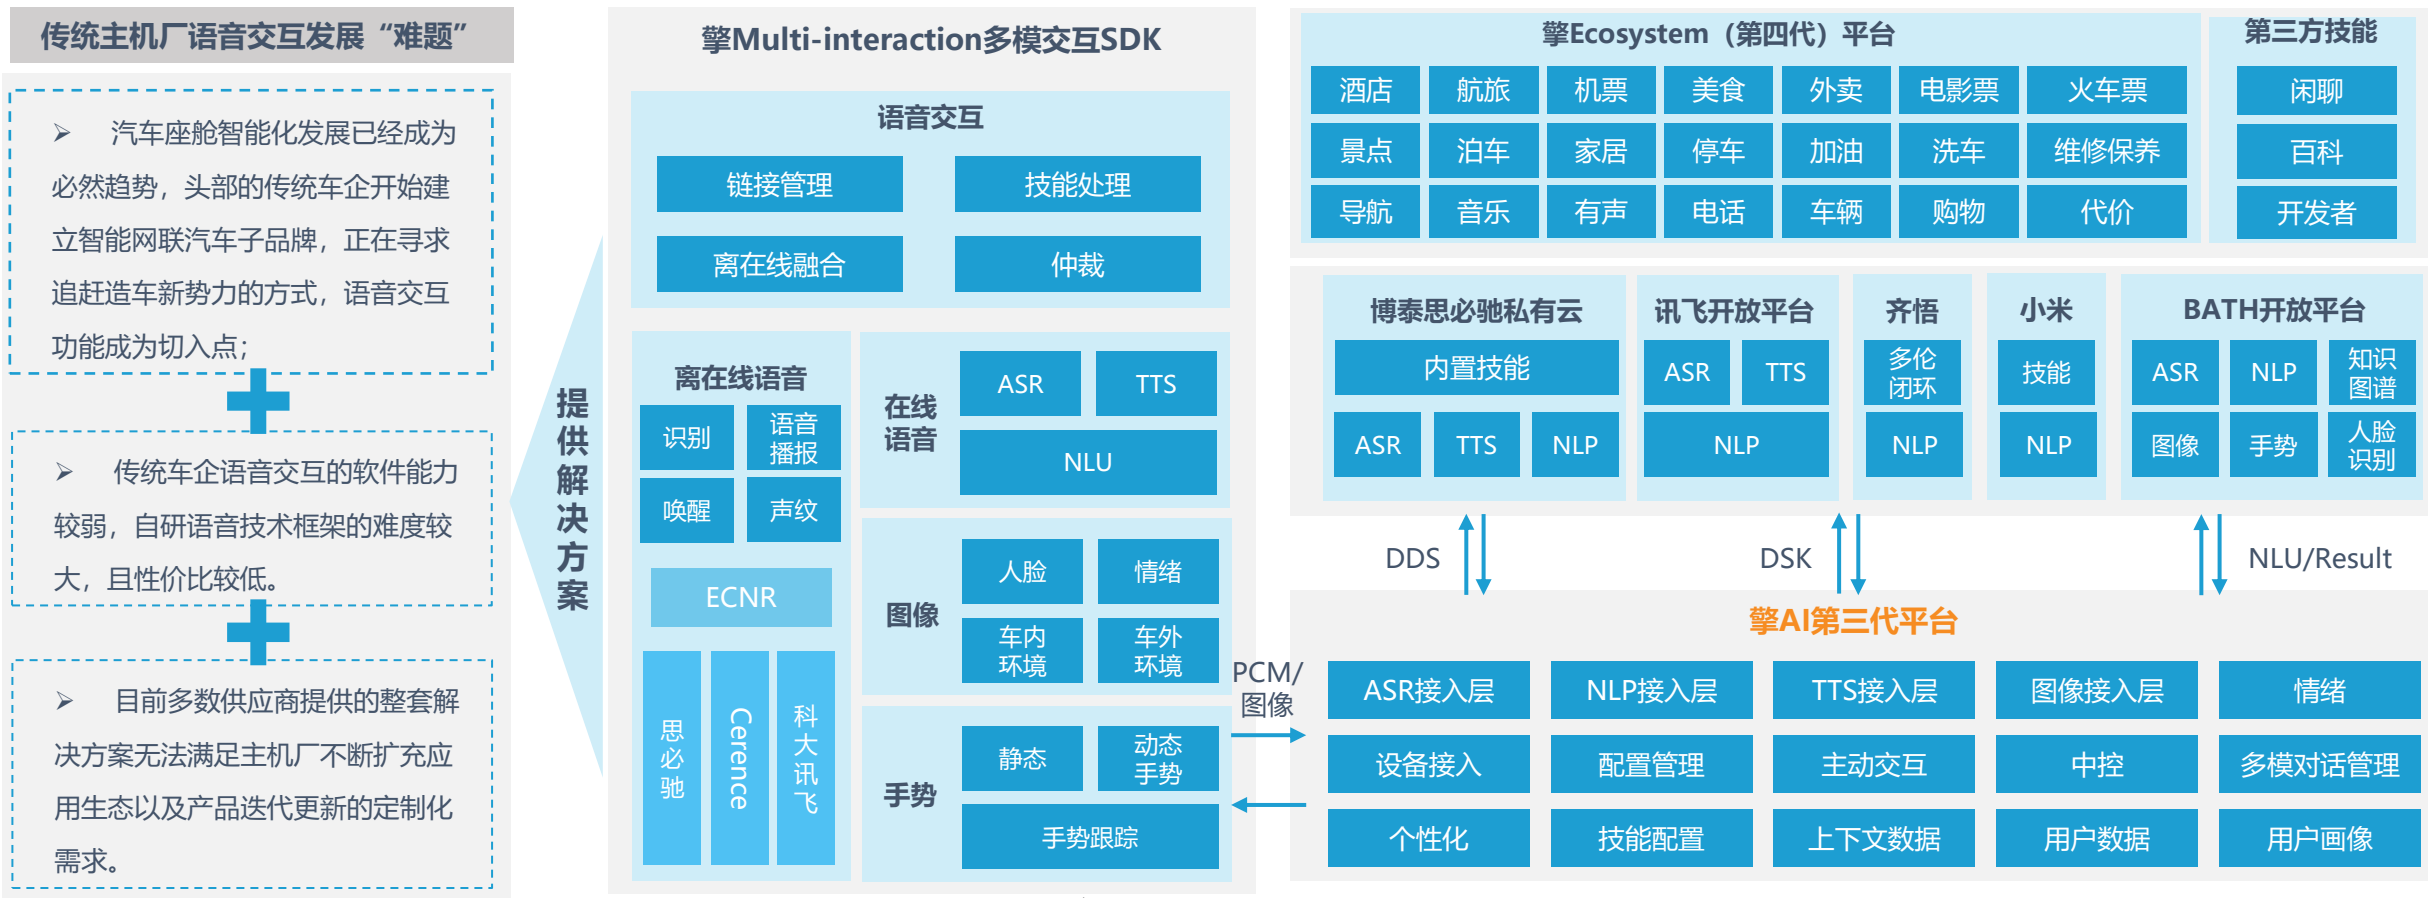 传统主机厂语音交互发展“难题”
➢ 汽车座舱智能化发展已经成为
必然趋势，头部的传统车企开始建
立智能网联汽车子品牌，正在寻求
追赶造车新势力的方式，语音交互
功能成为切入点；
➢ 传统车企语音交互的软件能力
较弱，自研语音技术框架的难度较
大，且性价比较低。
➢ 目前多数供应商提供的整套解
决方案无法满足主机厂不断扩充应
用生态以及产品迭代更新的定制化
需求。
提供解决方案
擎Multi-interaction多模交互SDK
语音交互
链接管理
技能处理
离在线融合
仲裁
离在线语音
识别
语音
播报
唤醒
声纹
ECNR
思必驰
Cerence
科大讯飞
在线
语音
ASR
TTS
NLU
图像
人脸
情绪
车内
环境
车外
环境
手势
静态
动态
手势
手势跟踪
PCM/
图像
擎Ecosystem（第四代）平台
酒店
航旅
机票
美食
外卖
电影票
火车票
景点
泊车
家居
停车
加油
洗车
维修保养
导航
音乐
有声
电话
车辆
购物
代价
第三方技能
闲聊
百科
开发者
博泰思必驰私有云
内置技能
ASR
TTS
NLP
讯飞开放平台
ASR
TTS
NLP
齐悟
多伦
闭环
NLP
小米
技能
NLP
BATH开放平台
ASR
NLP
知识
图谱
图像
手势
人脸
识别
DDS
DSK
NLU/Result
擎AI第三代平台
ASR接入层
NLP接入层
TTS接入层
图像接入层
情绪
设备接入
配置管理
主动交互
中控
多模对话管理
个性化
技能配置
上下文数据
用户数据
用户画像